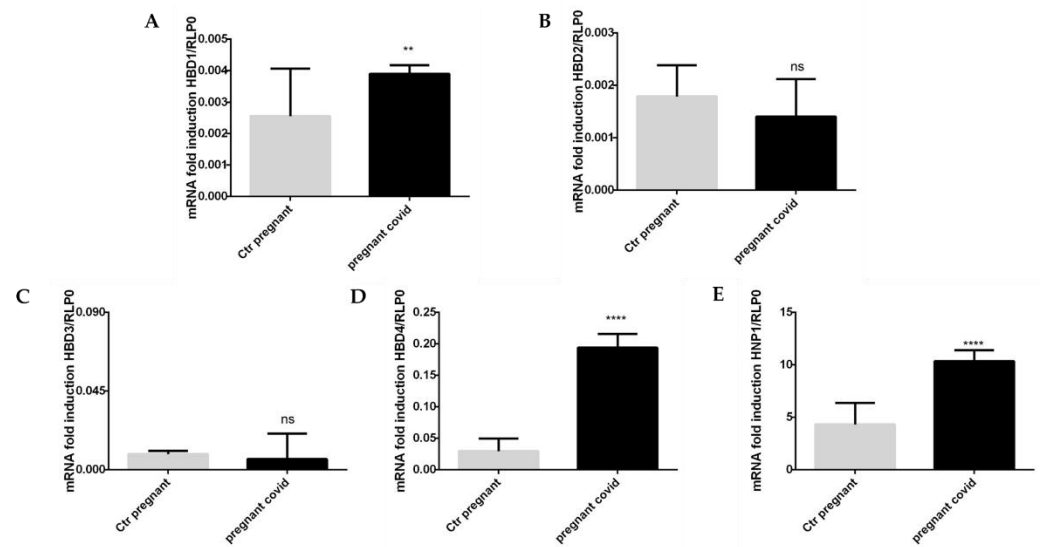 A
mRNA fold induction HBD1/RLP0
0.005
0.004
0.003
0.002
0.001
0.000
**
Ctr pregnant
pregnant covid
B
mRNA fold induction HBD2/RLP0
0.003
0.002
0.001
0.000
ns
Ctr pregnant
pregnant covid
C
mRNA fold induction HBD3/RLP0
0.090
0.045
0.000
ns
Ctr pregnant
pregnant covid
D
mRNA fold induction HBD4/RLP0
0.25
0.20
0.15
0.10
0.05
0.00
****
Ctr pregnant
pregnant covid
E
mRNA fold induction HNP1/RLP0
15
10
5
0
****
Ctr pregnant
pregnant covid